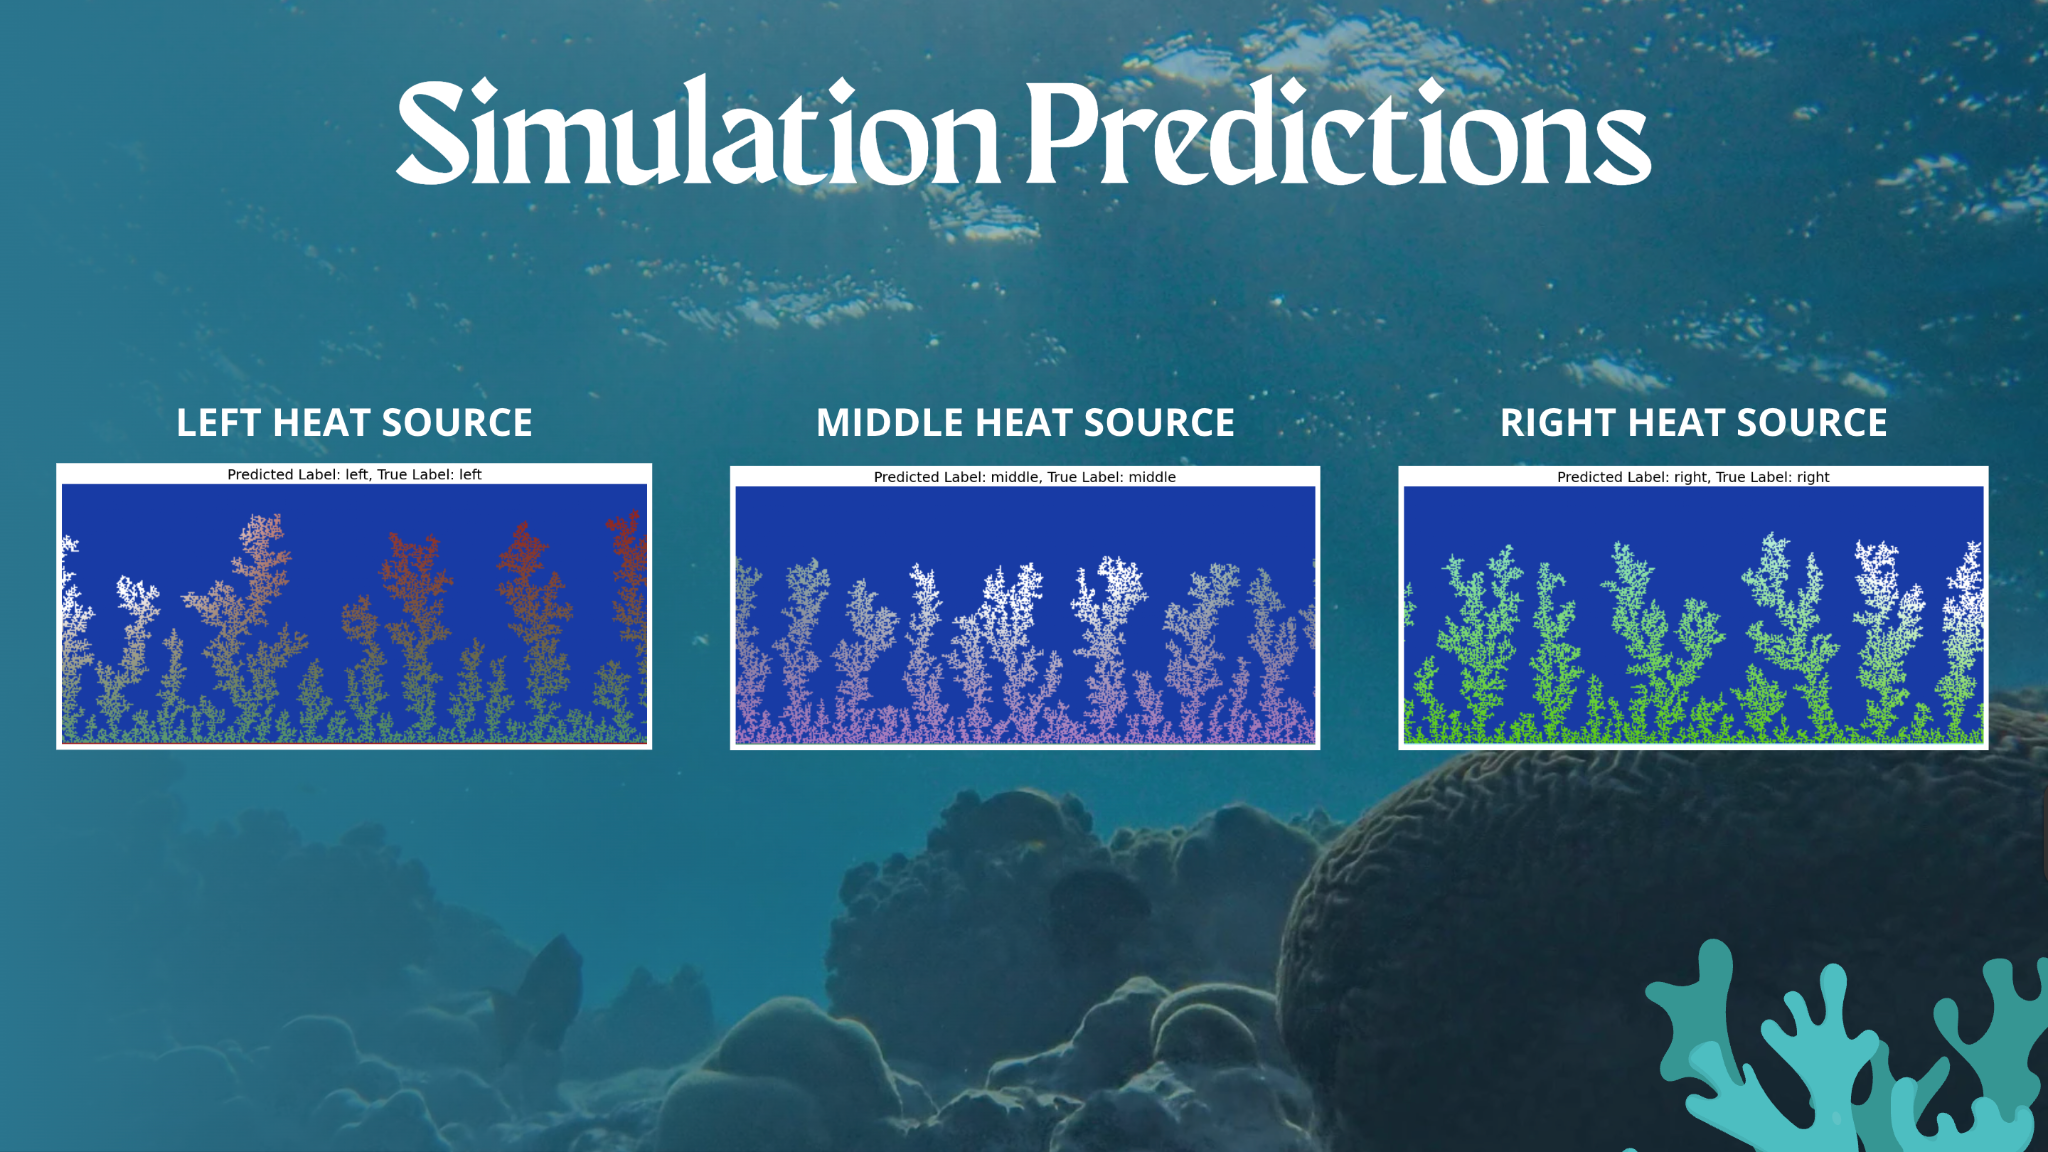 Simulation Predictions
LEFT HEAT SOURCE
Predicted Label: left, True Label: left
MIDDLE HEAT SOURCE
Predicted Label: middle, True Label: middle
RIGHT HEAT SOURCE
Predicted Label: right, True Label: right